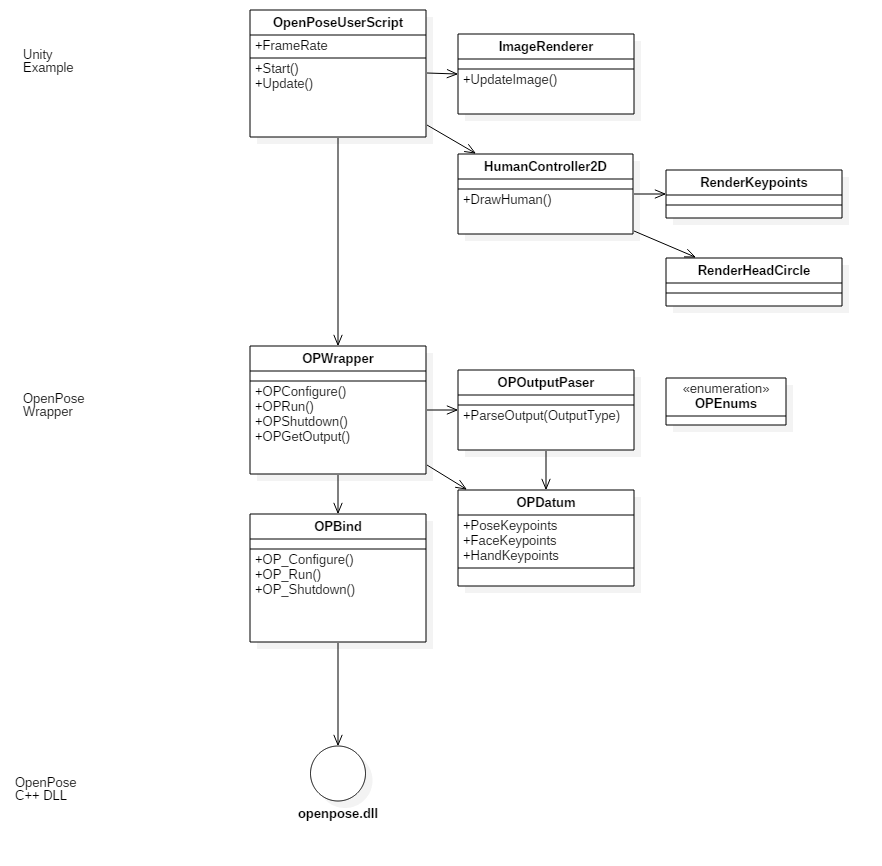 OpenPoseUserScript
+FrameRate
+Start()
+Update()
Unity
Example
ImageRenderer
+UpdateImage()
HumanController2D
+DrawHuman()
RenderKeypoints
RenderHeadCircle
OPWrapper
+OPConfigure()
+OPRun()
+OPShutdown()
+OPGetOutput()
OpenPose
Wrapper
OPOutputPaser
+ParseOutput(OutputType)
«enumeration»
OPEnums
OPDatum
+PoseKeypoints
+FaceKeypoints
+HandKeypoints
OPBind
+OP_Configure()
+OP_Run()
+OP_Shutdown()
OpenPose
C++ DLL
openpose.dll